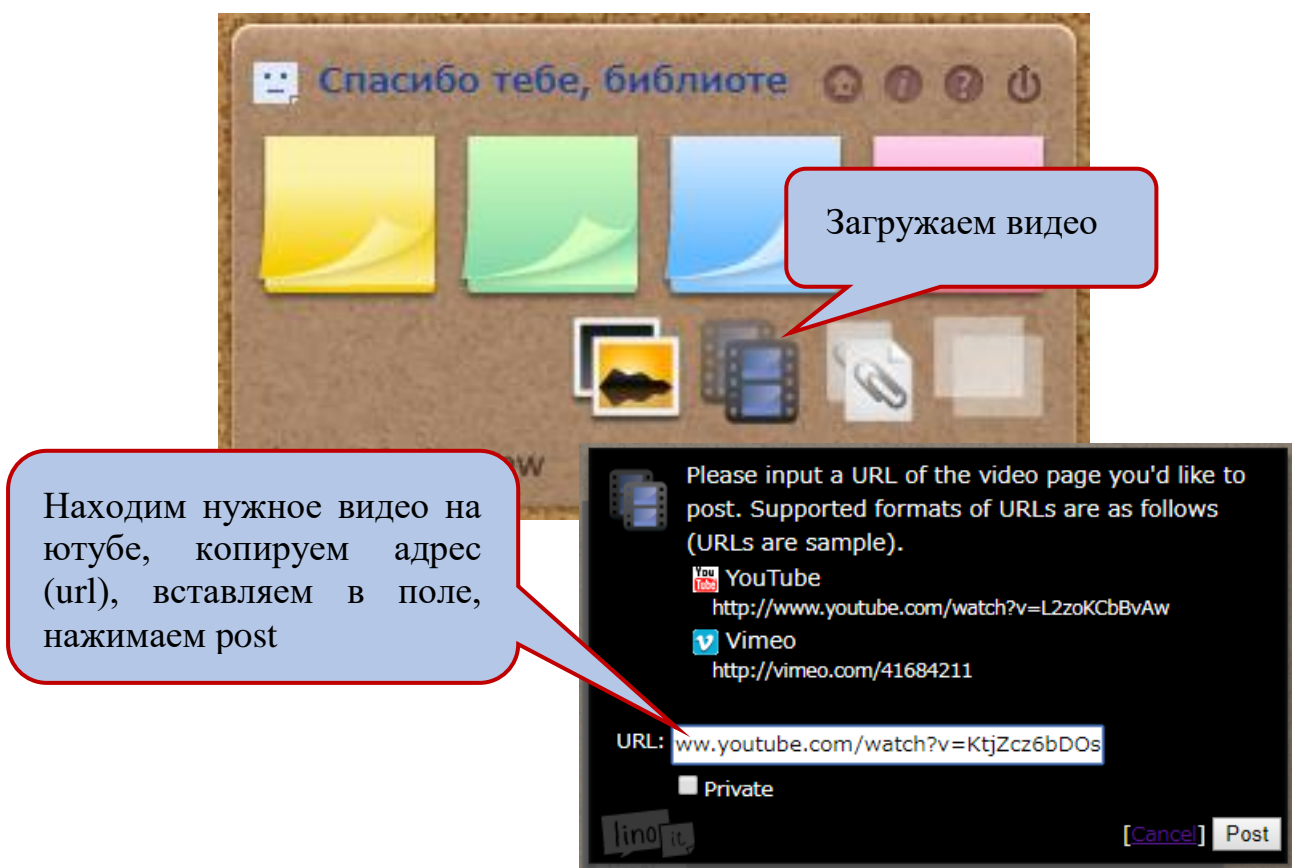 Спасибо тебе, библиоте
Загружаем видео
Находим нужное видео на
ютубе, копируем адрес
(url), вставляем в поле,
нажимаем post
Please input a URL of the video page you'd like to
post. Supported formats of URLs are as follows
(URLs are sample).
You Tube YouTube
http://www.youtube.com/watch?v=L2zoKCbBvAw
Vimeo
http://vimeo.com/41684211
URL: ww.youtube.com/watch?v=KtjZcz6bDOs
Private
lino it
[Cancel] Post